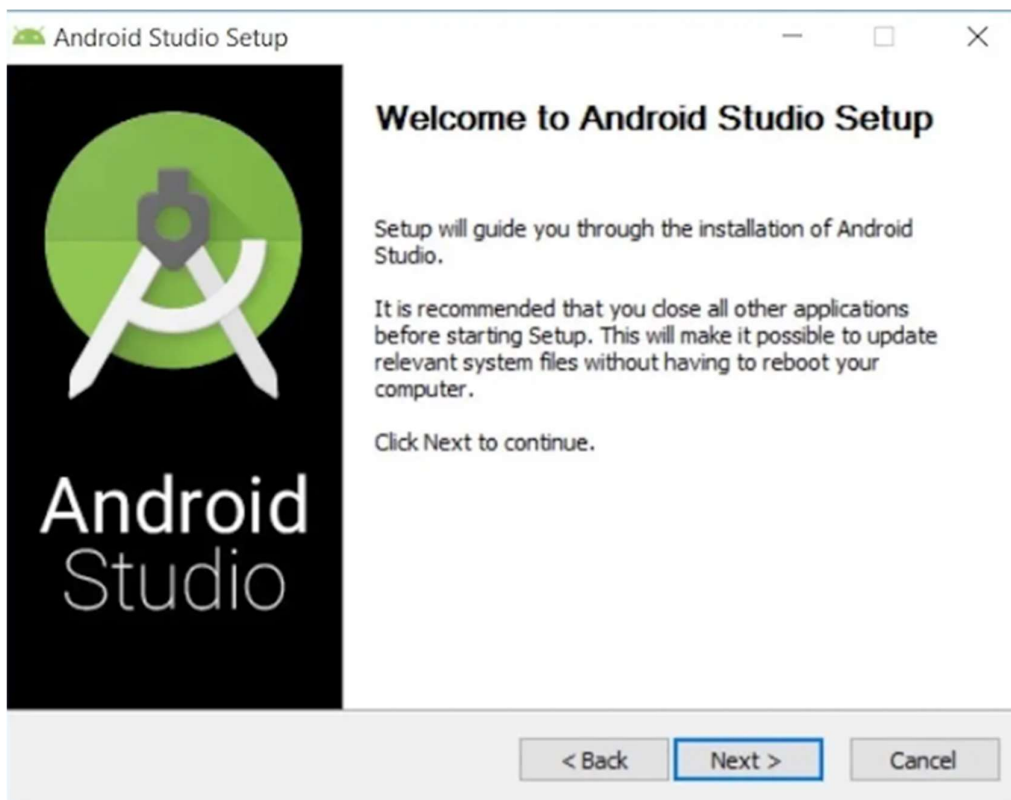 Android Studio Setup
Welcome to Android Studio Setup
Setup will guide you through the installation of Android
Studio.
It is recommended that you close all other applications
before starting Setup. This will make it possible to update
relevant system files without having to reboot your
computer.
Click Next to continue.
Android
Studio
< Back Next > Cancel